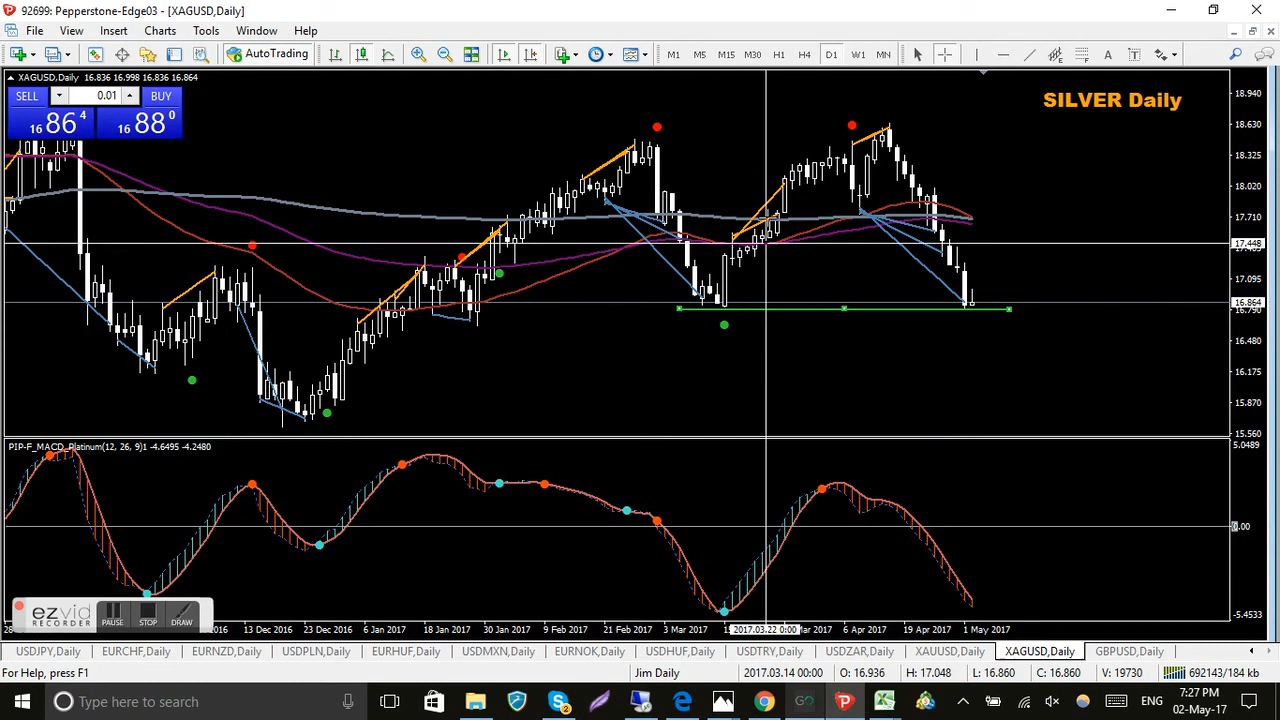 92699: Pepperstone-Edge03 - [XAGUSD,Daily]
File View Insert Charts Tools Window Help
AutoTrading M1 M5 M15 M30 H1 H4 D1 W1 MN A T
XAGUSD,Daily 16.836 16.998 16.836 16.864
SELL 0.01 BUY
16 86 4 16 88 0
SILVER Daily
18.940
18.630
18.325
18.020
17.710
17.448
17.095
16.864
16.790
16.480
16.175
15.870
15.560
PIP-F_MACD_Platinum(12, 26, 9)1 -4.6495 -4.2480
5.0489
0.00
-5.4533
ezvid
RECORDER
PAUSE STOP DRAW
2016 13 Dec 2016 23 Dec 2016 6 Jan 2017 18 Jan 2017 30 Jan 2017 9 Feb 2017 21 Feb 2017 3 Mar 2017 2017.03.22 0:00 Mar 2017 6 Apr 2017 19 Apr 2017 1 May 2017
USDJPY,Daily EURCHF,Daily EURNZD,Daily USDPLN,Daily EURHUF,Daily USDMXN,Daily EURNOK,Daily USDHUF,Daily USDTRY,Daily USDZAR,Daily XAUUSD,Daily XAGUSD,Daily GBPUSD,Daily
For Help, press F1 Jim Daily 2017.03.14 00:00 O: 16.936 H: 17.048 L: 16.860 C: 16.860 V: 19730 692143/184 kb
Type here to search
2
GO
ENG
7:27 PM
02-May-17